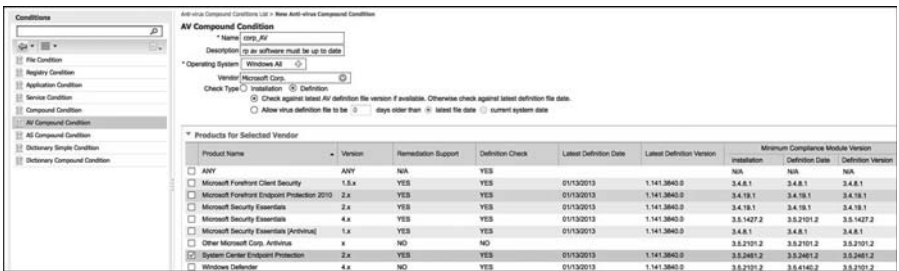 Conditions
File Condition
Registry Condition
Application Condition
Service Condition
Compound Condition
AV Compound Condition
AS Compound Condition
Dictionary Simple Condition
Dictionary Compound Condition
Anti-virus Compound Conditions List > New Anti-virus Compound Condition
AV Compound Condition
* Name corp_AV
Description rp av software must be up to date
* Operating System Windows All
Vendor Microsoft Corp.
Check Type Installation Definition
Check against latest AV definition file version if available. Otherwise check against latest definition file date.
Allow virus definition file to be 0 days older than latest file date current system date
Products for Selected Vendor
Product Name Version Remediation Support Definition Check Latest Definition Date Latest Definition Version Minimum Compliance Module Version
Installation Definition Date Definition Version
ANY ANY N/A YES N/A N/A N/A
Microsoft Forefront Client Security 1.5.x YES YES 01/13/2013 1.141.3840.0 3.4.8.1 3.4.8.1 3.4.8.1
Microsoft Forefront Endpoint Protection 2010 2.x YES YES 01/13/2013 1.141.3840.0 3.4.19.1 3.4.19.1 3.4.19.1
Microsoft Security Essentials 2.x YES YES 01/13/2013 1.141.3840.0 3.4.19.1 3.4.19.1 3.4.19.1
Microsoft Security Essentials 4.x YES YES 01/13/2013 1.141.3840.0 3.5.1427.2 3.5.2101.2 3.5.1427.2
Microsoft Security Essentials [Antivirus] 1.x YES YES 01/13/2013 1.141.3840.0 3.4.8.1 3.4.8.1 3.4.8.1
Other Microsoft Corp. Antivirus x NO NO 3.5.2101.2 3.5.2101.2 3.5.2101.2
System Center Endpoint Protection 2.x YES YES 01/13/2013 1.141.3840.0 3.5.2461.2 3.5.2461.2 3.5.2461.2
Windows Defender 4.x NO YES 01/13/2013 1.141.3840.0 3.5.2101.2 3.5.4140.2 3.5.2101.2